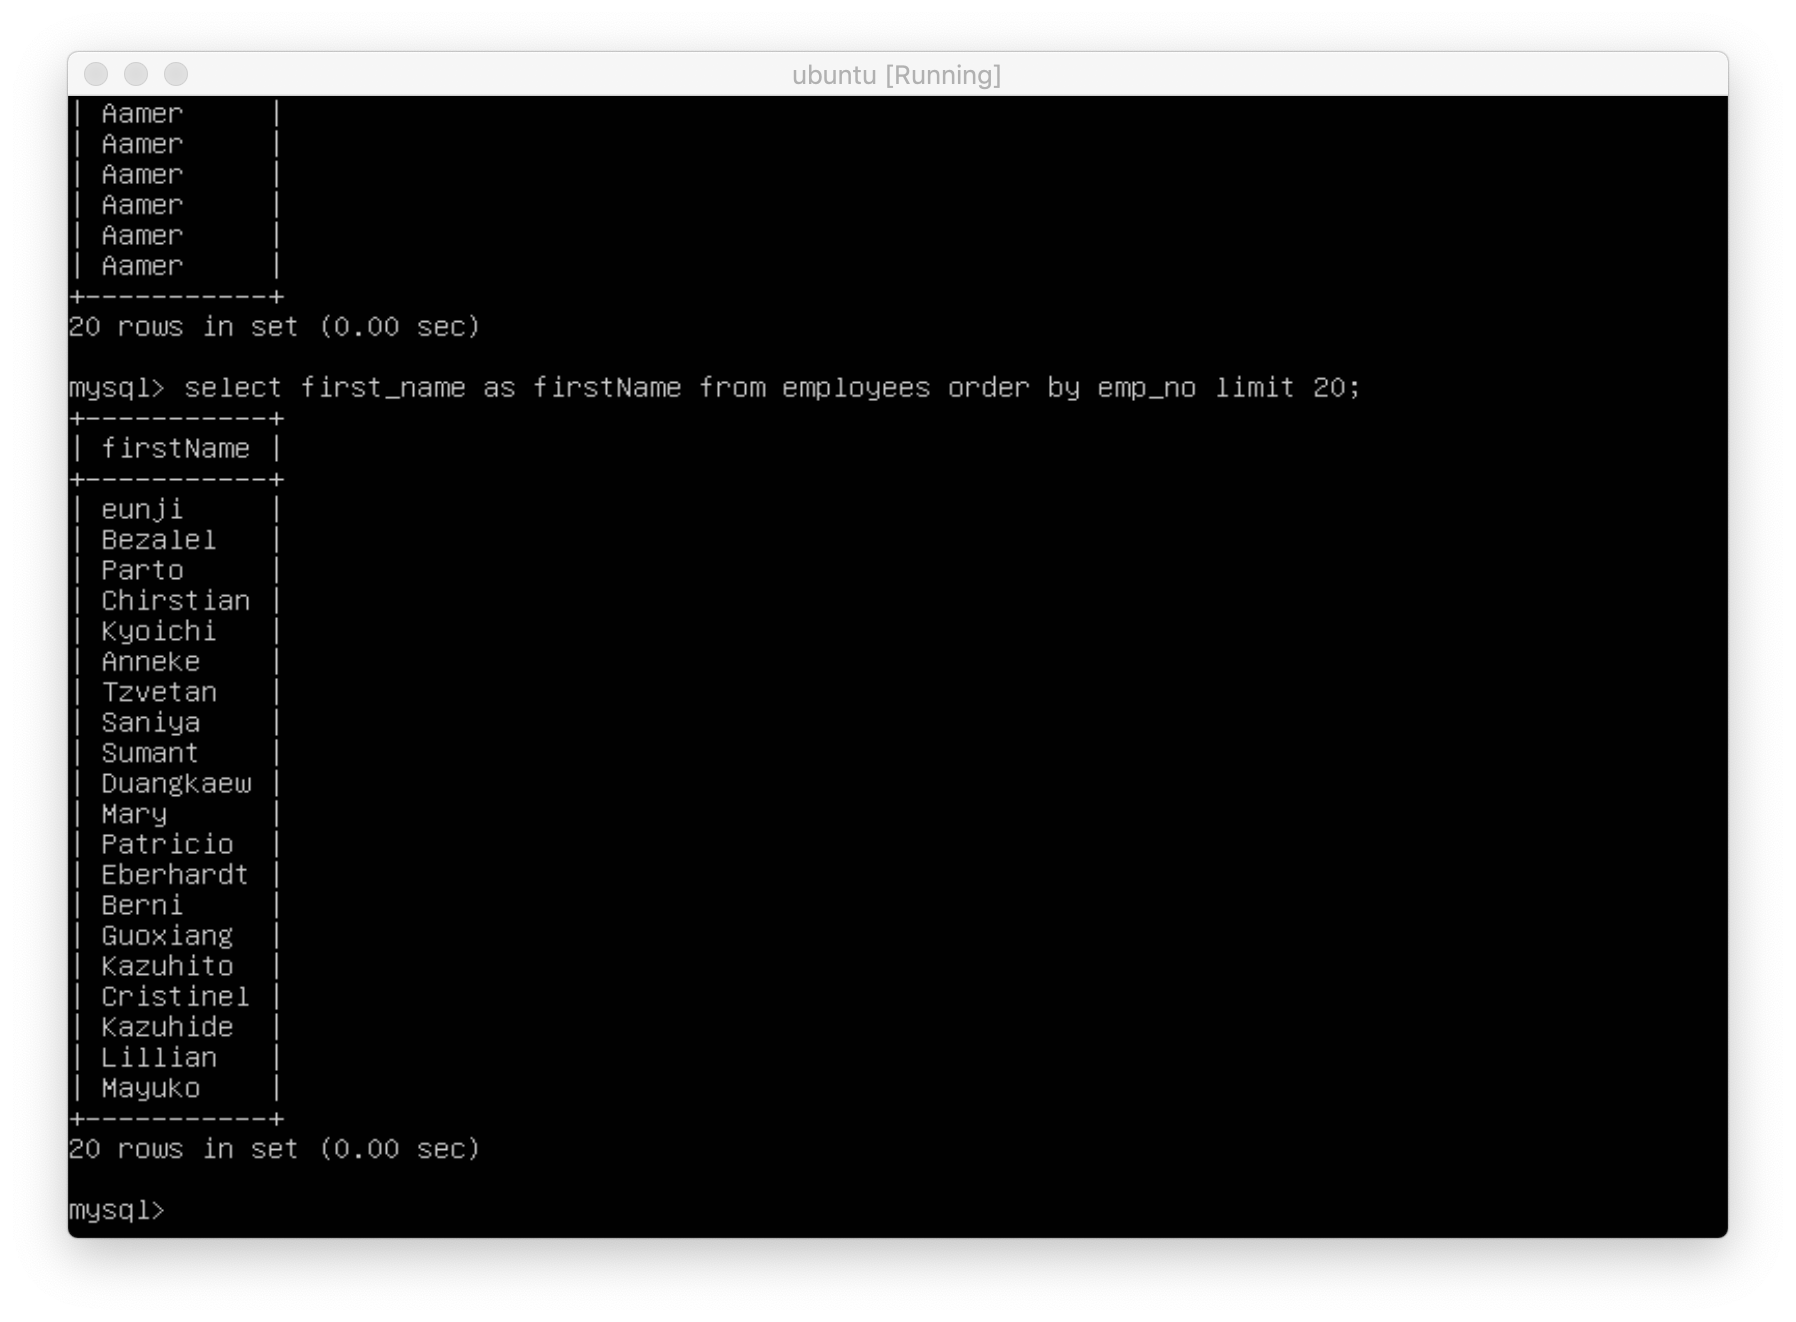 ubuntu [Running]
| Aamer     |
| Aamer     |
| Aamer     |
| Aamer     |
| Aamer     |
| Aamer     |
+-----------+
20 rows in set (0.00 sec)
mysql> select first_name as firstName from employees order by emp_no limit 20;
+-----------+
| firstName |
+-----------+
| eunji     |
| Bezalel   |
| Parto     |
| Chirstian |
| Kyoichi   |
| Anneke    |
| Tzvetan   |
| Saniya    |
| Sumant    |
| Duangkaew |
| Mary      |
| Patricio  |
| Eberhardt |
| Berni     |
| Guoxiang  |
| Kazuhito  |
| Cristinel |
| Kazuhide  |
| Lillian   |
| Mayuko    |
+-----------+
20 rows in set (0.00 sec)
mysql>